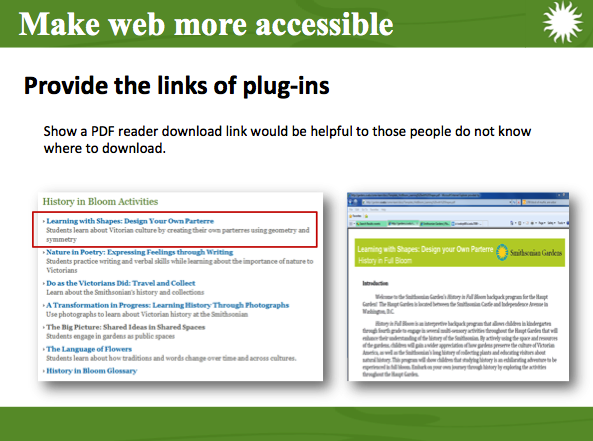 Make web more accessible
Provide the links of plug-ins
Show a PDF reader download link would be helpful to those people do not know
where to download.
History in Bloom Activities
› Learning with Shapes: Design Your Own Parterre
Students learn about Vitorian culture by creating their own parterres using geometry and
symmetry
› Nature in Poetry: Expressing Feelings through Writing
Students practice writing and verbal skills while learning about the importance of nature to
Victorians
› Do as the Victorians Did: Travel and Collect
Learn about the Smithsonian's history and collections
› A Transformation in Progress: Learning History Through Photographs
Use photographs to learn about Victorian history at the Smithsonian
› The Big Picture: Shared Ideas in Shared Spaces
Students engage in gardens as public spaces
› The Language of Flowers
Students learn about how traditions and words change over time and across cultures.
› History in Bloom Glossary
Learning with Shapes: Design your Own Parterre
History in Full Bloom
Smithsonian Gardens
Introduction
Welcome to the Smithsonian Garden's History in Full Bloom backpack program for the Haupt
Garden! The Haupt Garden is located between the Smithsonian Castle and Independence Avenue in
Washington, D.C.
History in Full Bloom is an interpretive backpack program that allows children in kindergarten
through fourth grade to engage in several multi-sensory activities throughout the Haupt Garden that will
enhance their understanding of the history of the Smithsonian. By actively using the space and resources
of the gardens, children will gain a wider appreciation of how gardens preserve the culture of Victorian
America, as well as the Smithsonian's long history of collecting plants and educating visitors about
natural history. This program will show children that studying history is an exhilarating adventure to be
experienced in full bloom. Embark on your own journey through history by exploring the activities
throughout the Haupt Garden.